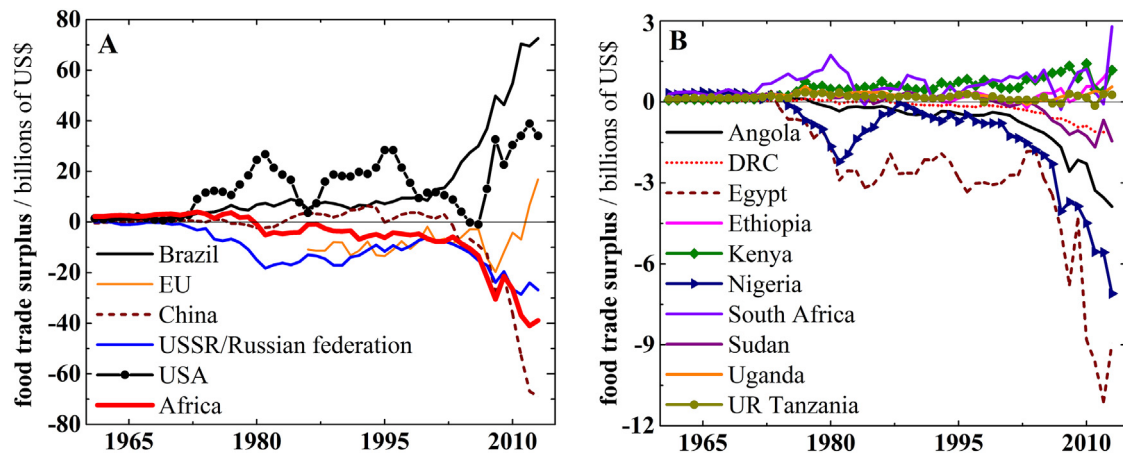 A
food trade surplus / billions of US$
80
60
40
20
0
-20
-40
-60
-80
Brazil
EU
China
USSR/Russian federation
USA
Africa
1965 1980 1995 2010
B
food trade surplus / billions of US$
3
0
-3
-6
-9
-12
Angola
DRC
Egypt
Ethiopia
Kenya
Nigeria
South Africa
Sudan
Uganda
UR Tanzania
1965 1980 1995 2010